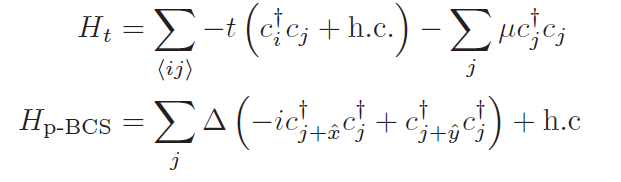 H_t = \sum_{\langle ij \rangle} -t \left( c_i^\dagger c_j + \text{h.c.} \right) - \sum_j \mu c_j^\dagger c_j
H_{\text{p-BCS}} = \sum_j \Delta \left( -i c_{j+\hat{x}}^\dagger c_j^\dagger + c_{j+\hat{y}}^\dagger c_j^\dagger \right) + \text{h.c}